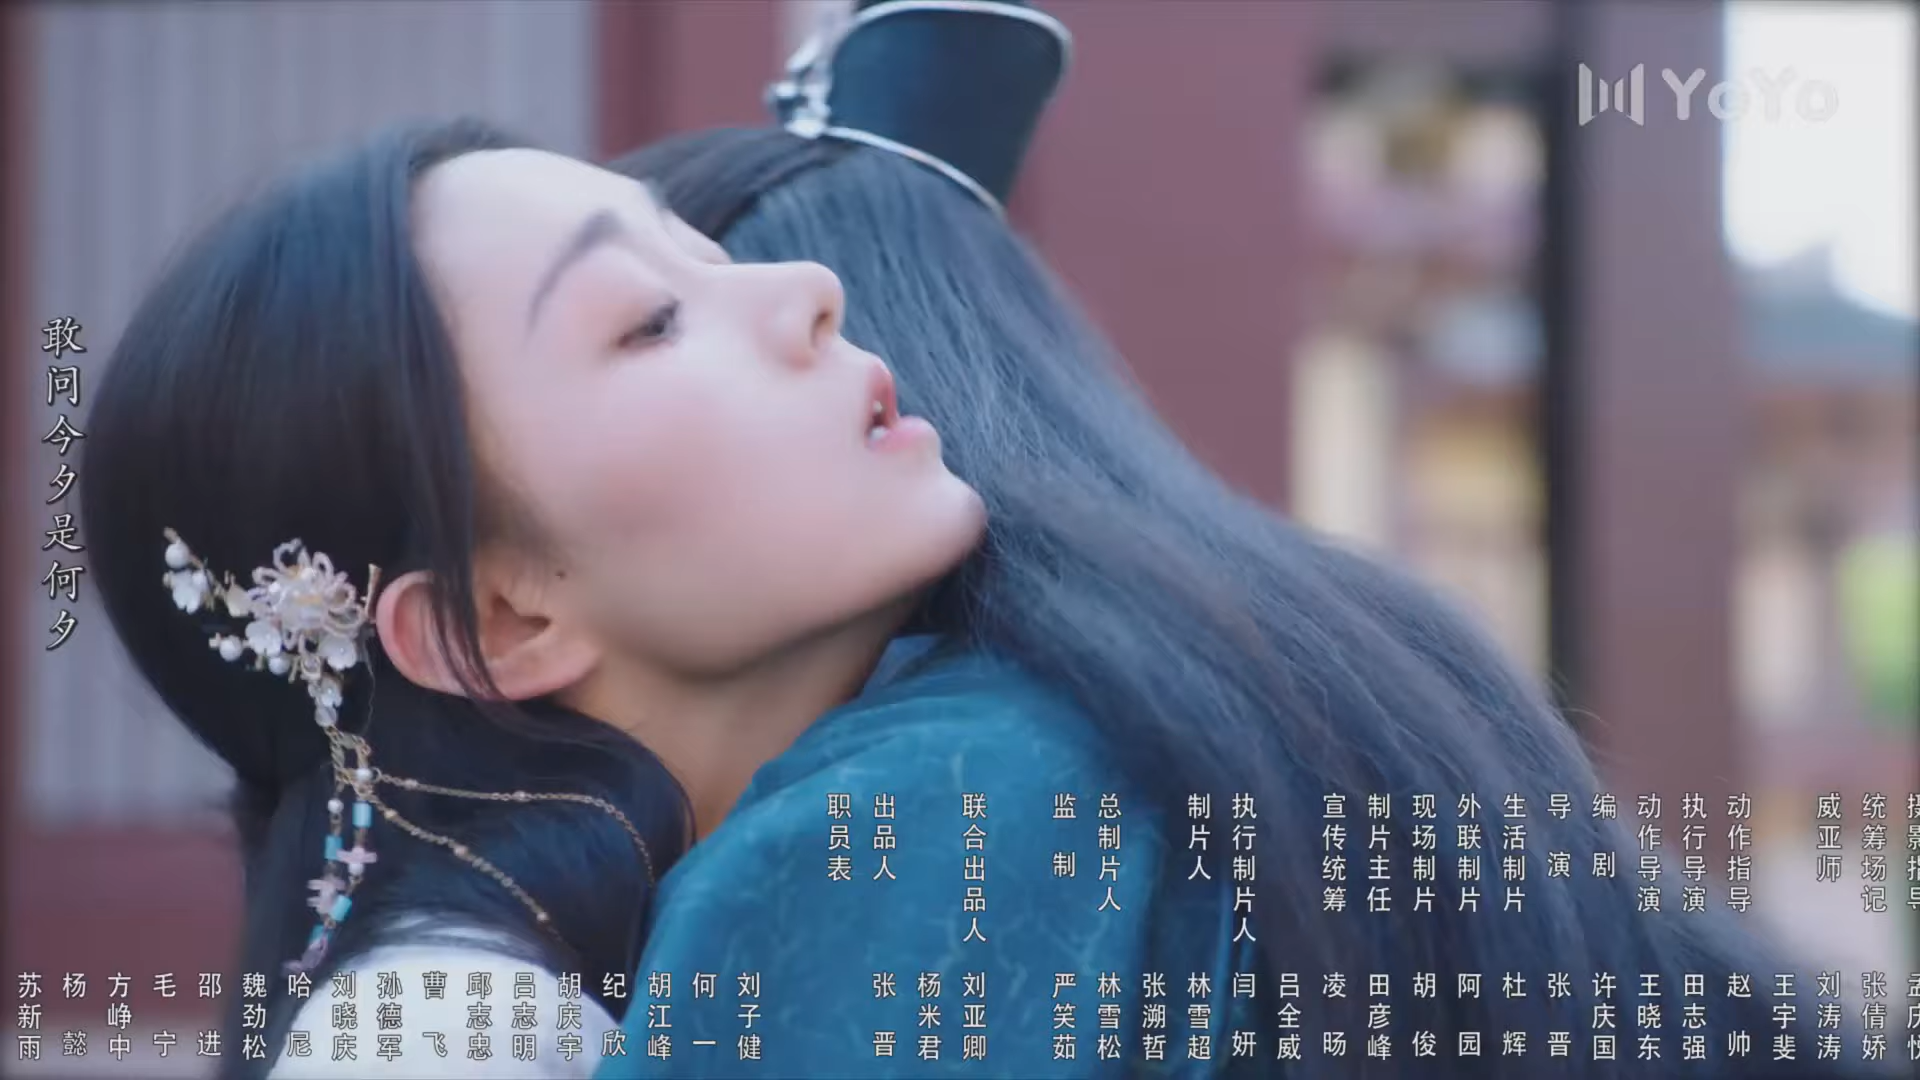 YoYo
敢问今夕是何夕
职员表
出品人
联合出品人
监制
总制片人
制片人
执行制片人
宣传统筹
制片主任
现场制片
外联制片
生活制片
导演
编剧
动作导演
执行导演
动作指导
威亚师
统筹场记
摄影指导
苏新雨
杨懿
方峥中
毛宁
邵进
魏劲松
哈尼
刘晓庆
孙德军
曹飞
邱志忠
吕志明
胡庆宇
纪欣
胡江峰
何一
刘子健
张晋
杨米君
刘亚卿
严笑茹
林雪松
张溯哲
林雪超
闫妍
吕全威
凌旸
田彦峰
胡俊
阿园
杜辉
张晋
许庆国
王晓东
田志强
赵帅
王宇斐
刘涛涛
张倩娇